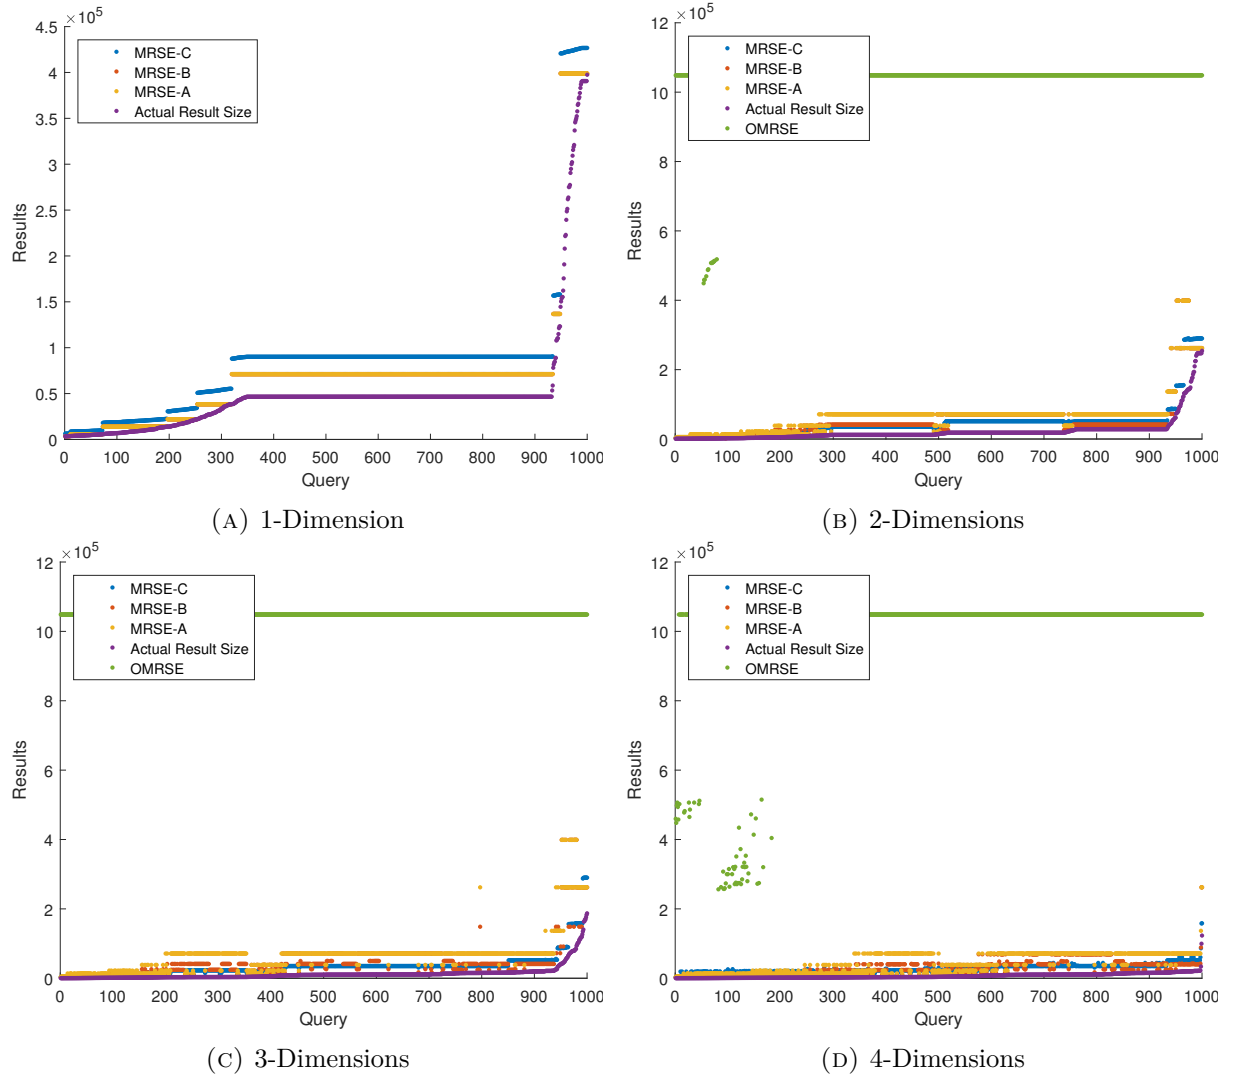 ×10^5
4.5
4
3.5
3
2.5
2
1.5
1
0.5
0
Results
MRSE-C
MRSE-B
MRSE-A
Actual Result Size
0 100 200 300 400 500 600 700 800 900 1000
Query
(A) 1-Dimension
×10^5
12
10
8
6
4
2
0
Results
MRSE-C
MRSE-B
MRSE-A
Actual Result Size
OMRSE
0 100 200 300 400 500 600 700 800 900 1000
Query
(B) 2-Dimensions
×10^5
12
10
8
6
4
2
0
Results
MRSE-C
MRSE-B
MRSE-A
Actual Result Size
OMRSE
0 100 200 300 400 500 600 700 800 900 1000
Query
(C) 3-Dimensions
×10^5
12
10
8
6
4
2
0
Results
MRSE-C
MRSE-B
MRSE-A
Actual Result Size
OMRSE
0 100 200 300 400 500 600 700 800 900 1000
Query
(D) 4-Dimensions